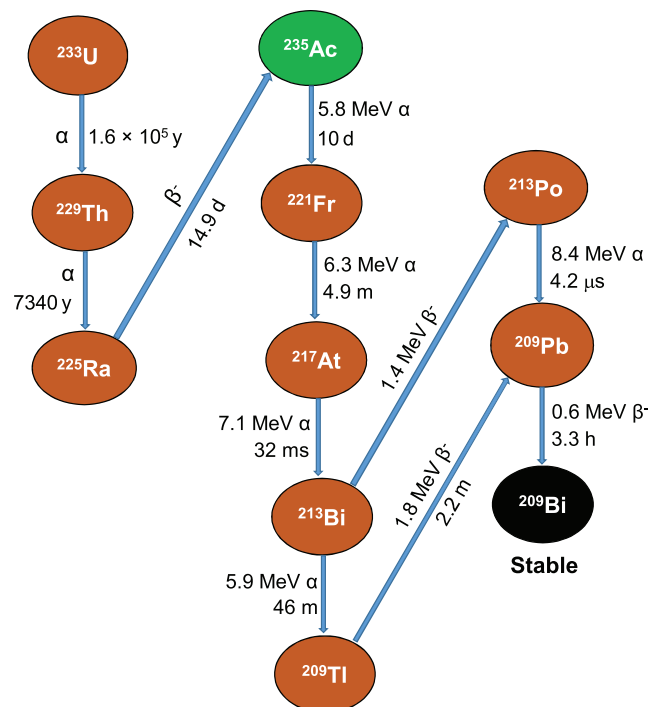 ²³³U
α 1.6 × 10⁵ y
²²⁹Th
α
7340 y
²²⁵Ra
β⁻
14.9 d
²³⁵Ac
5.8 MeV α
10 d
²²¹Fr
6.3 MeV α
4.9 m
²¹⁷At
7.1 MeV α
32 ms
²¹³Bi
5.9 MeV α
46 m
²⁰⁹Tl
1.4 MeV β⁻
1.8 MeV β⁻
2.2 m
²¹³Po
8.4 MeV α
4.2 μs
²⁰⁹Pb
0.6 MeV β⁻
3.3 h
²⁰⁹Bi
Stable